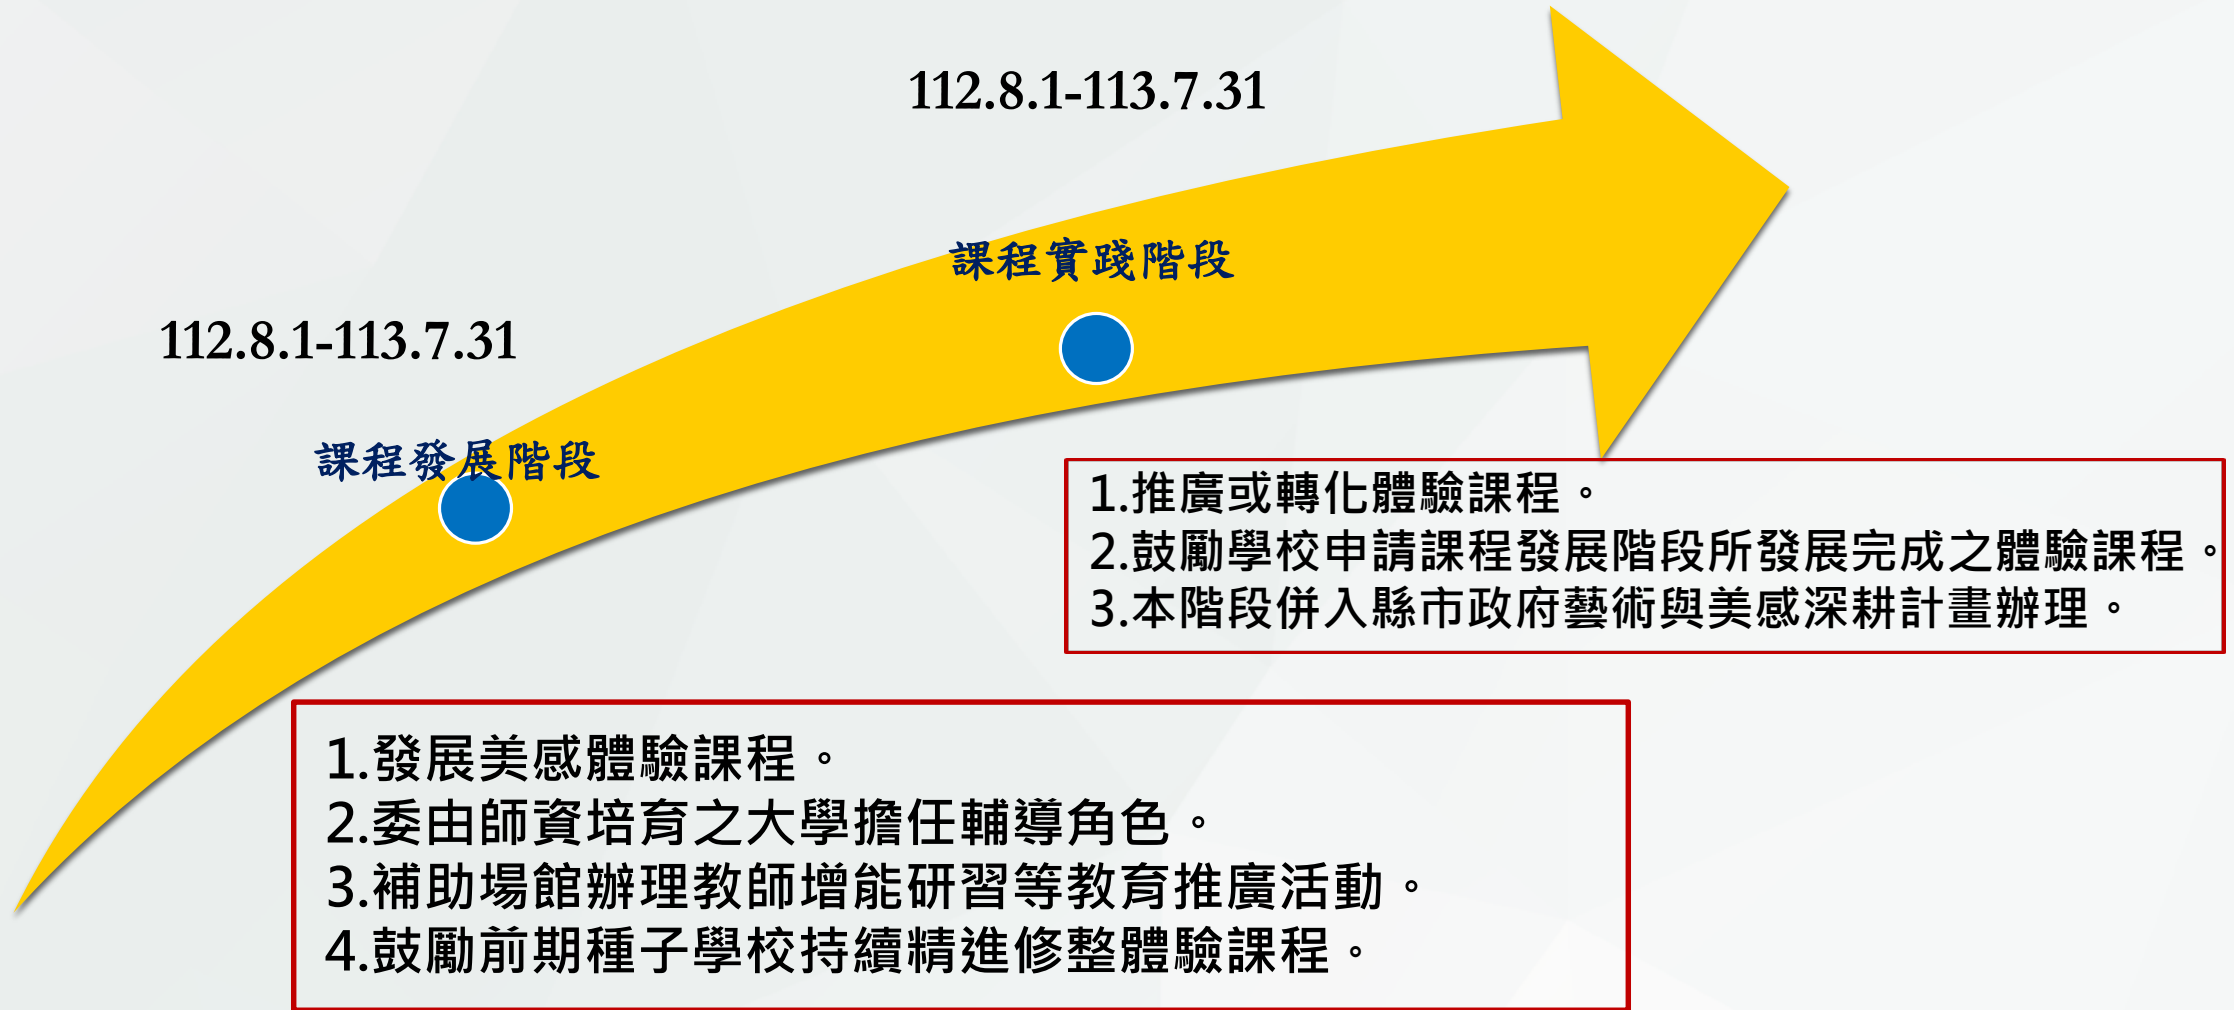 112.8.1-113.7.31
課程實踐階段
112.8.1-113.7.31
課程發展階段
1.推廣或轉化體驗課程。
2.鼓勵學校申請課程發展階段所發展完成之體驗課程。
3.本階段併入縣市政府藝術與美感深耕計畫辦理。
1.發展美感體驗課程。
2.委由師資培育之大學擔任輔導角色。
3.補助場館辦理教師增能研習等教育推廣活動。
4.鼓勵前期種子學校持續精進修整體驗課程。